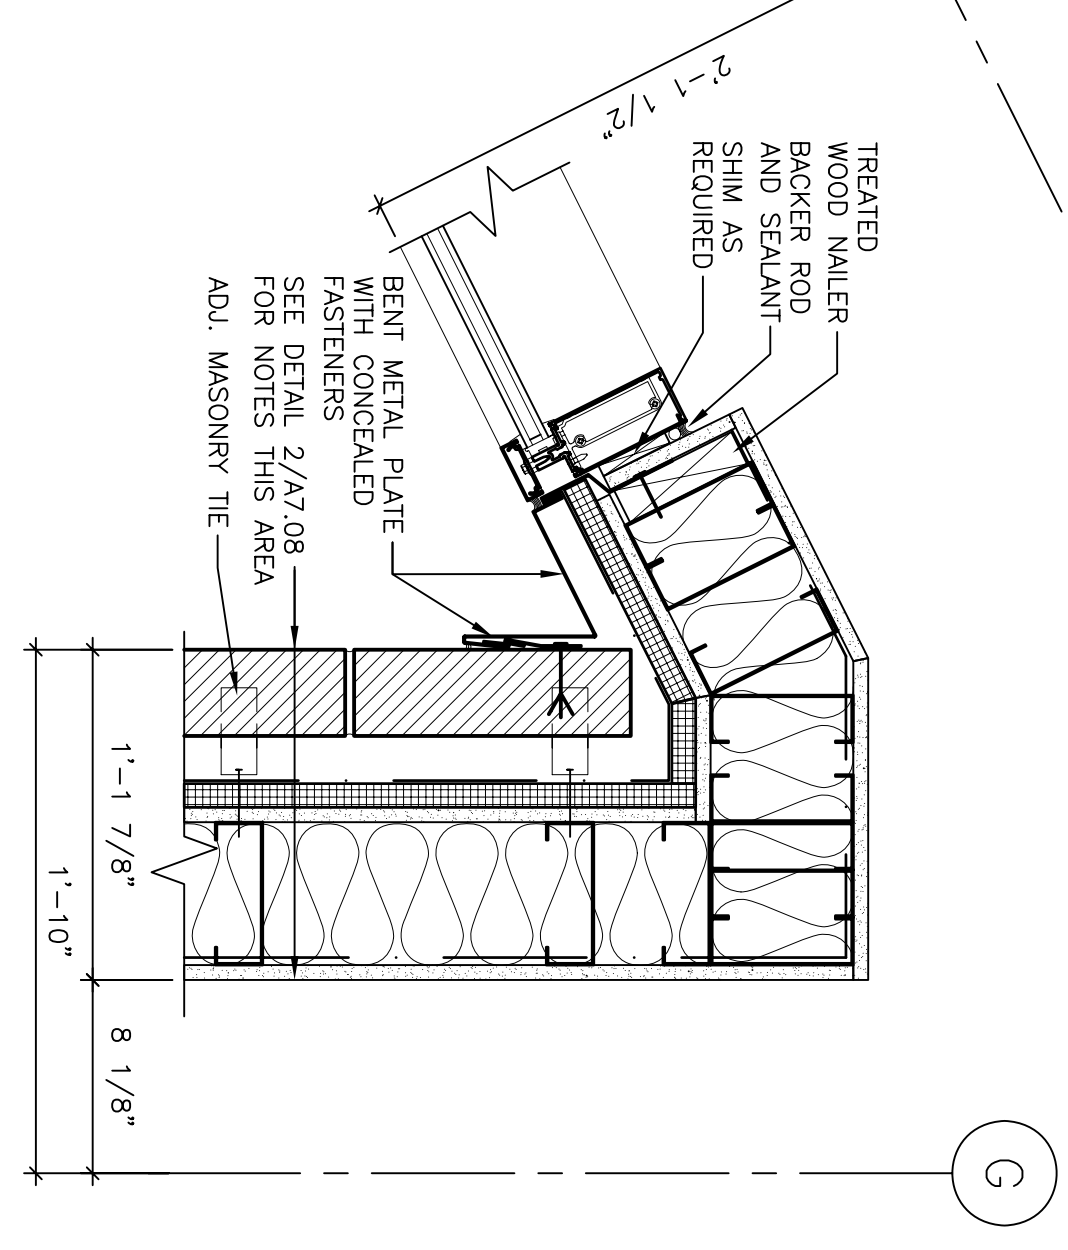 2'-1 1/2"
TREATED
WOOD NAILER
BACKER ROD
AND SEALANT
SHIM AS
REQUIRED
BENT METAL PLATE
WITH CONCEALED
FASTENERS
SEE DETAIL 2/A7.08
FOR NOTES THIS AREA
ADJ. MASONRY TIE
1'-1 7/8"
1'-10"
8 1/8"
G